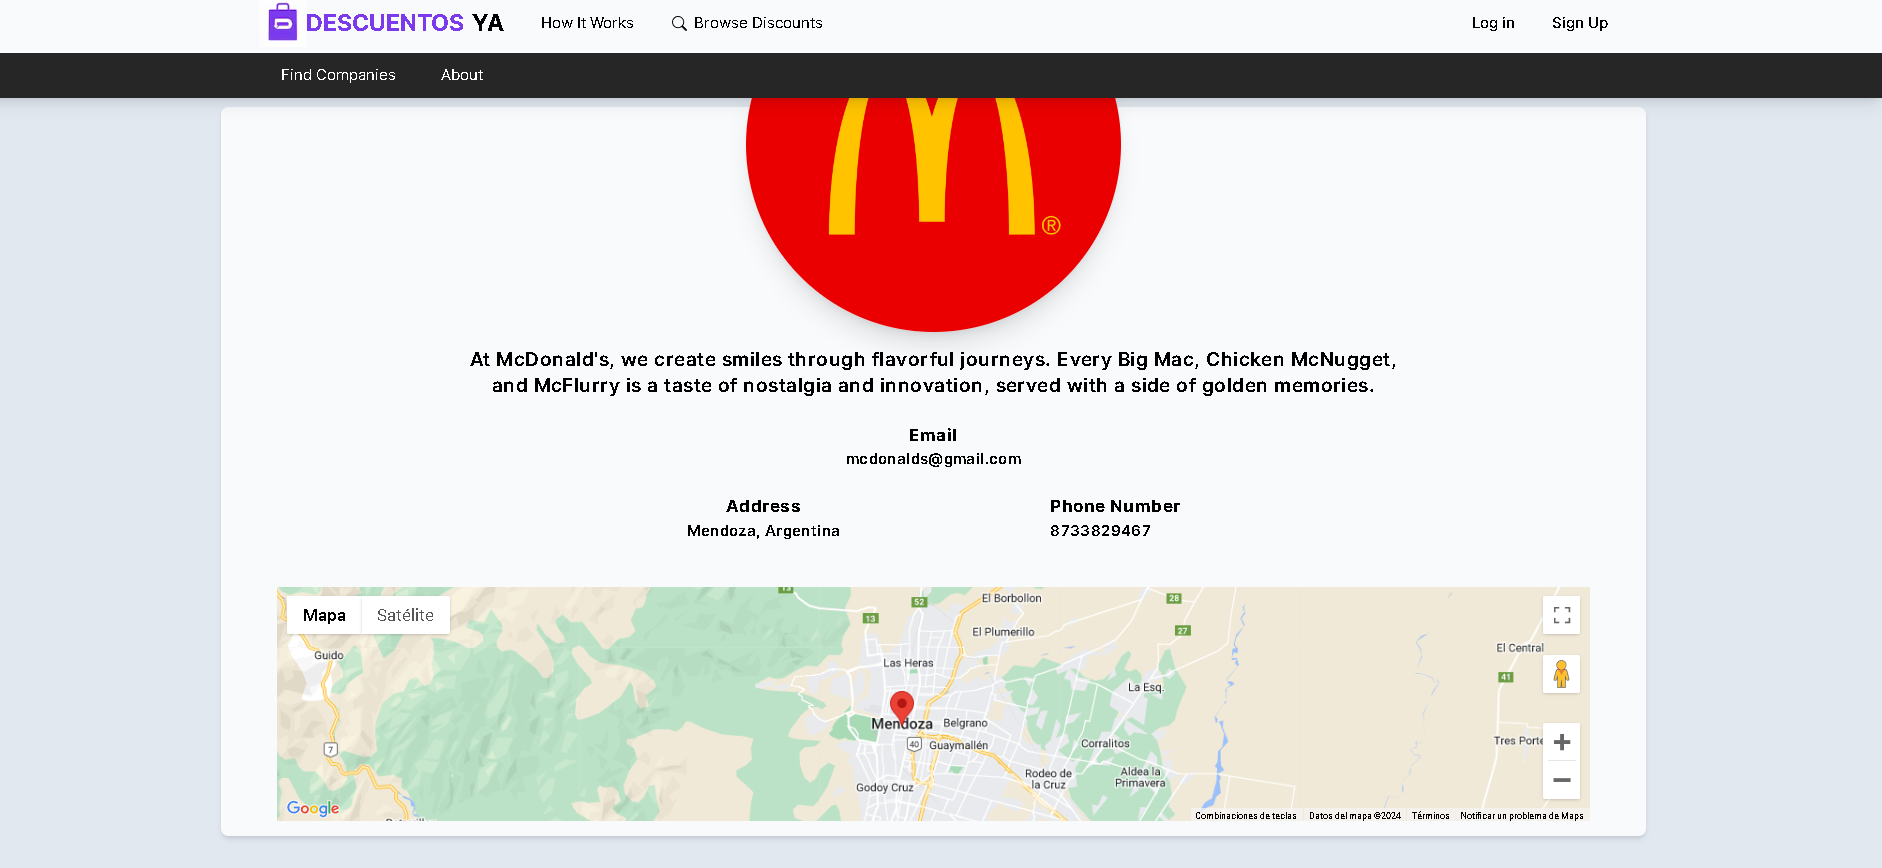 DESCUENTOS YA
How It Works
Browse Discounts
Log in
Sign Up
Find Companies
About
®
At McDonald's, we create smiles through flavorful journeys. Every Big Mac, Chicken McNugget,
and McFlurry is a taste of nostalgia and innovation, served with a side of golden memories.
Email
mcdonalds@gmail.com
Address
Phone Number
Mendoza, Argentina
8733829467
Mapa
Satélite
13
52
El Borbollon
28
13
El Plumerillo
27
Guido
Las Heras
El Central
La Esq.
41
Mendoza
Belgrano
7
40
Guaymallén
Corralitos
Tres Porte
Rodeo de
la Cruz
Aldea la
Primavera
Godoy Cruz
Google
Combinaciones de teclas
Datos del mapa ©2024
Términos
Notificar un problema de Maps